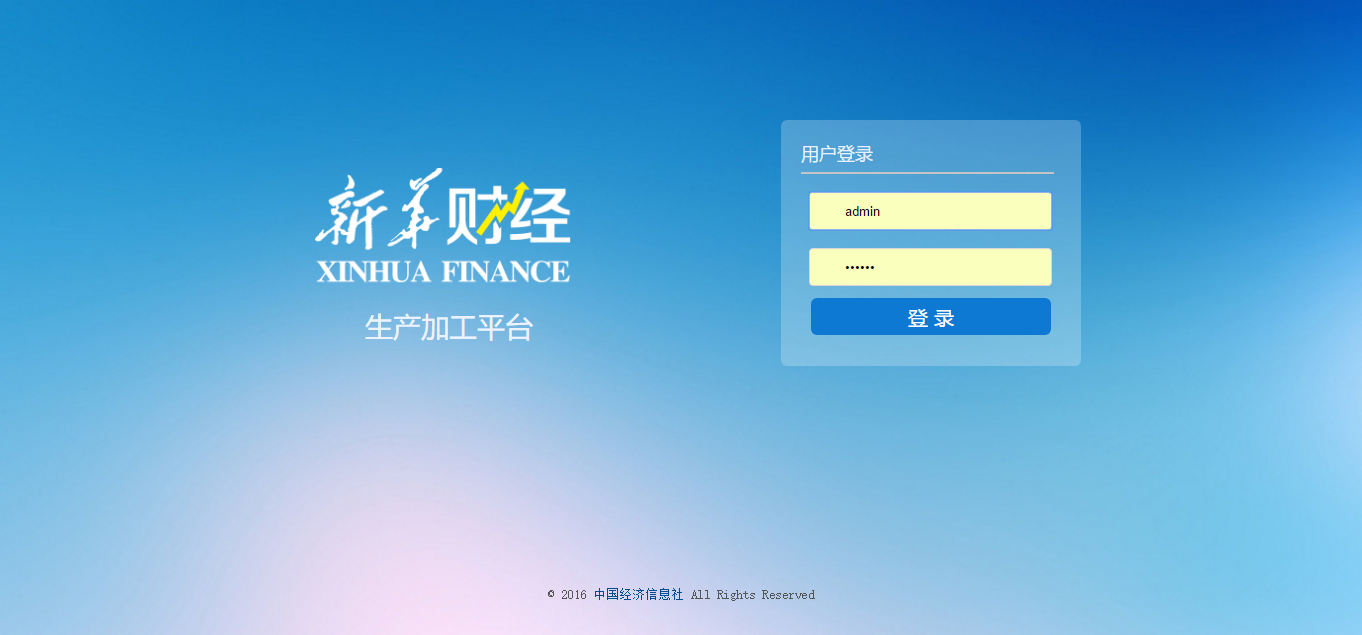 新华财经
XINHUA FINANCE
生产加工平台
用户登录
admin
••••••
登 录
© 2016 中国经济信息社 All Rights Reserved